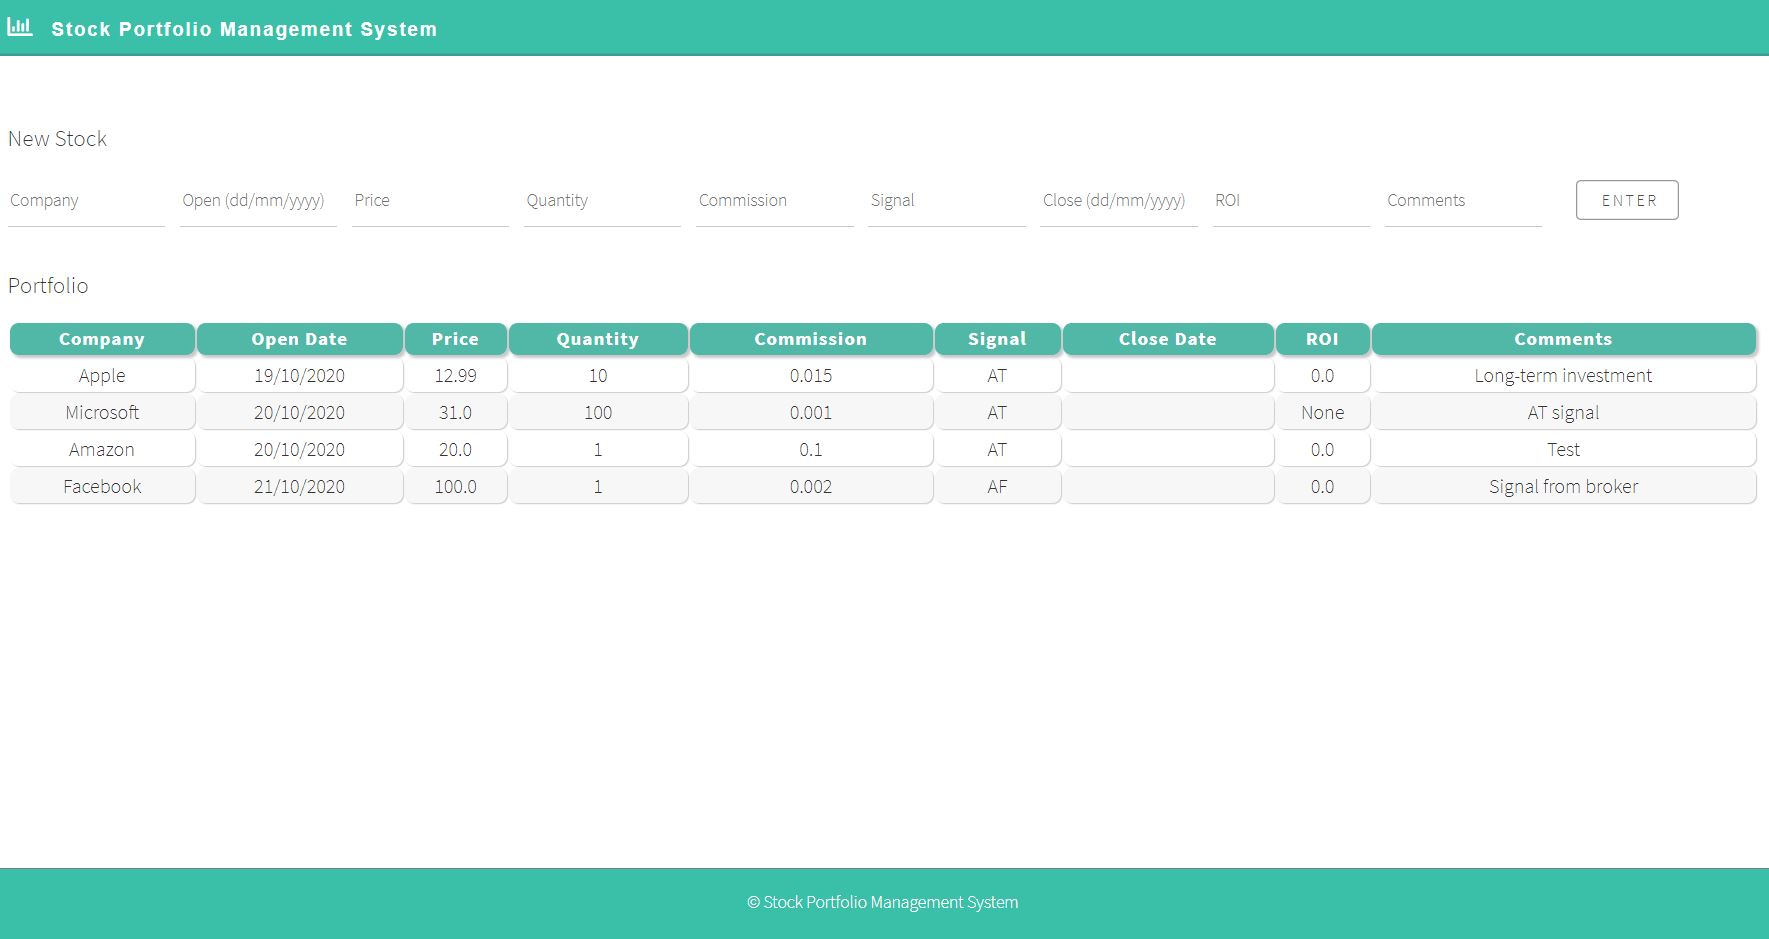 Stock Portfolio Management System
New Stock
Company Open (dd/mm/yyyy) Price Quantity Commission Signal Close (dd/mm/yyyy) ROI Comments ENTER
Portfolio
Company Open Date Price Quantity Commission Signal Close Date ROI Comments
Apple 19/10/2020 12.99 10 0.015 AT 0.0 Long-term investment
Microsoft 20/10/2020 31.0 100 0.001 AT None AT signal
Amazon 20/10/2020 20.0 1 0.1 AT 0.0 Test
Facebook 21/10/2020 100.0 1 0.002 AF 0.0 Signal from broker
© Stock Portfolio Management System